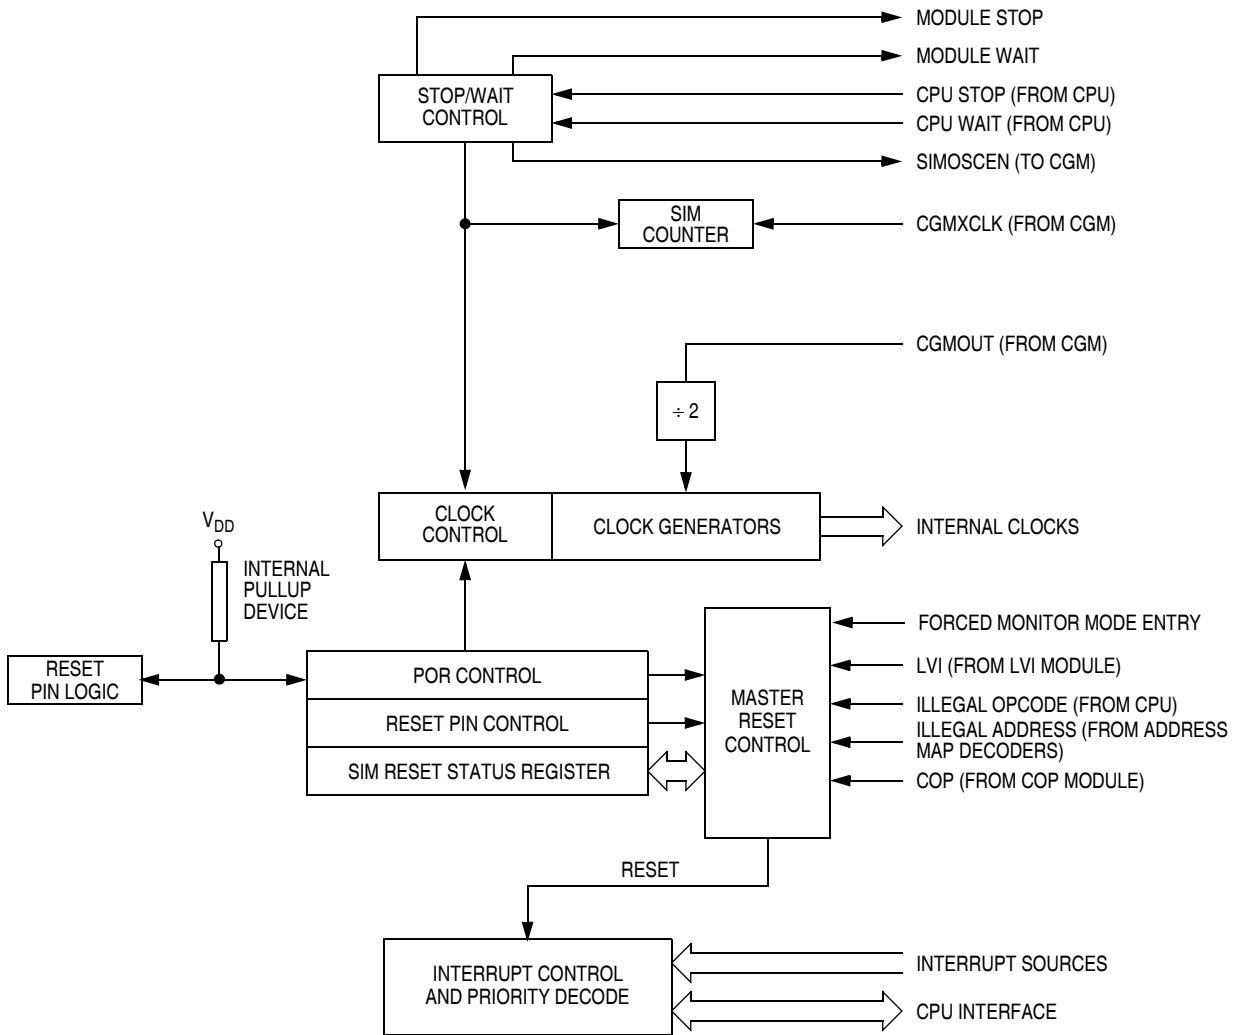 MODULE STOP
MODULE WAIT
STOP/WAIT
CONTROL
CPU STOP (FROM CPU)
CPU WAIT (FROM CPU)
SIMOSCEN (TO CGM)
SIM
COUNTER
CGMXCLK (FROM CGM)
CGMOUT (FROM CGM)
÷ 2
CLOCK
CONTROL
CLOCK GENERATORS
INTERNAL CLOCKS
VDD
INTERNAL
PULLUP
DEVICE
RESET
PIN LOGIC
POR CONTROL
RESET PIN CONTROL
SIM RESET STATUS REGISTER
MASTER
RESET
CONTROL
FORCED MONITOR MODE ENTRY
LVI (FROM LVI MODULE)
ILLEGAL OPCODE (FROM CPU)
ILLEGAL ADDRESS (FROM ADDRESS
MAP DECODERS)
COP (FROM COP MODULE)
RESET
INTERRUPT CONTROL
AND PRIORITY DECODE
INTERRUPT SOURCES
CPU INTERFACE